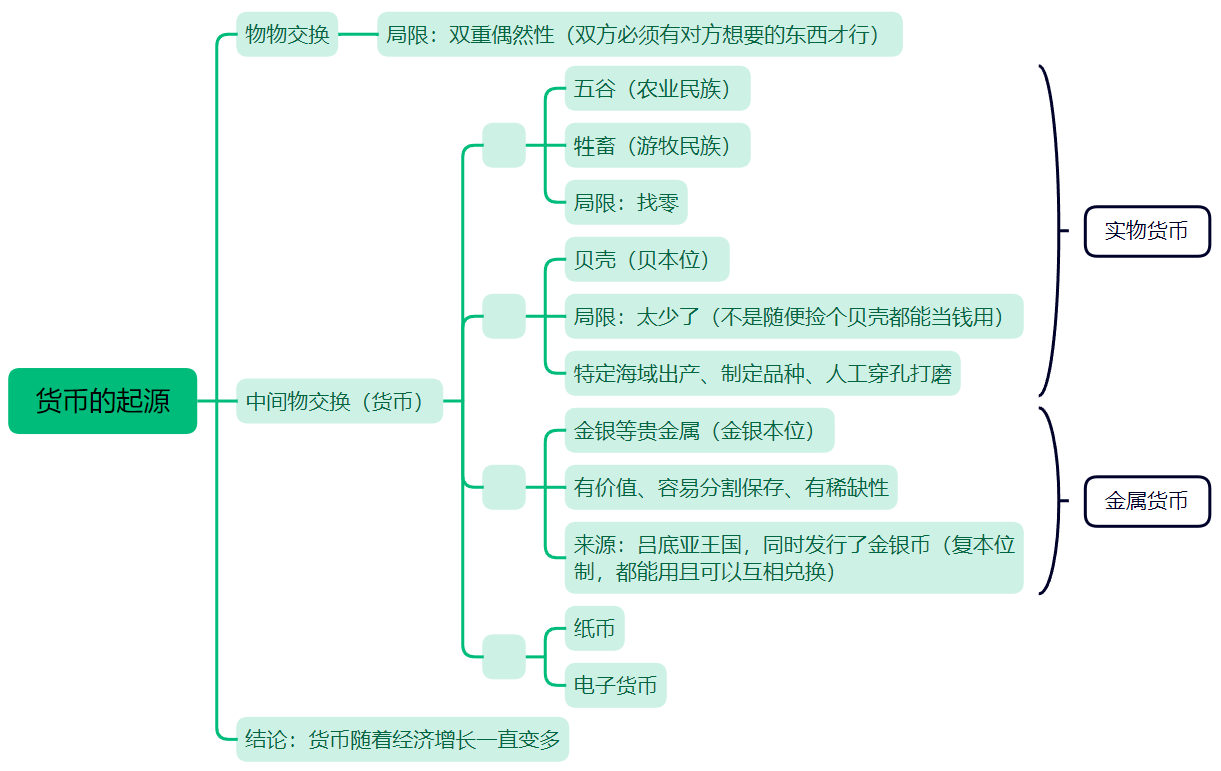 货币的起源
物物交换
局限：双重偶然性（双方必须有对方想要的东西才行）
中间物交换（货币）
五谷（农业民族）
牲畜（游牧民族）
局限：找零
贝壳（贝本位）
局限：太少了（不是随便捡个贝壳都能当钱用）
特定海域出产、制定品种、人工穿孔打磨
实物货币
金银等贵金属（金银本位）
有价值、容易分割保存、有稀缺性
来源：吕底亚王国，同时发行了金银币（复本位
制，都能用且可以互相兑换）
金属货币
纸币
电子货币
结论：货币随着经济增长一直变多